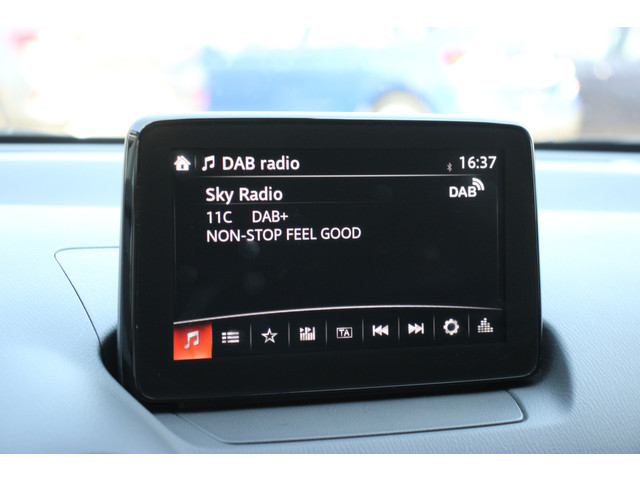 DAB radio 16:37
Sky Radio DAB
11C DAB+
NON-STOP FEEL GOOD
TA